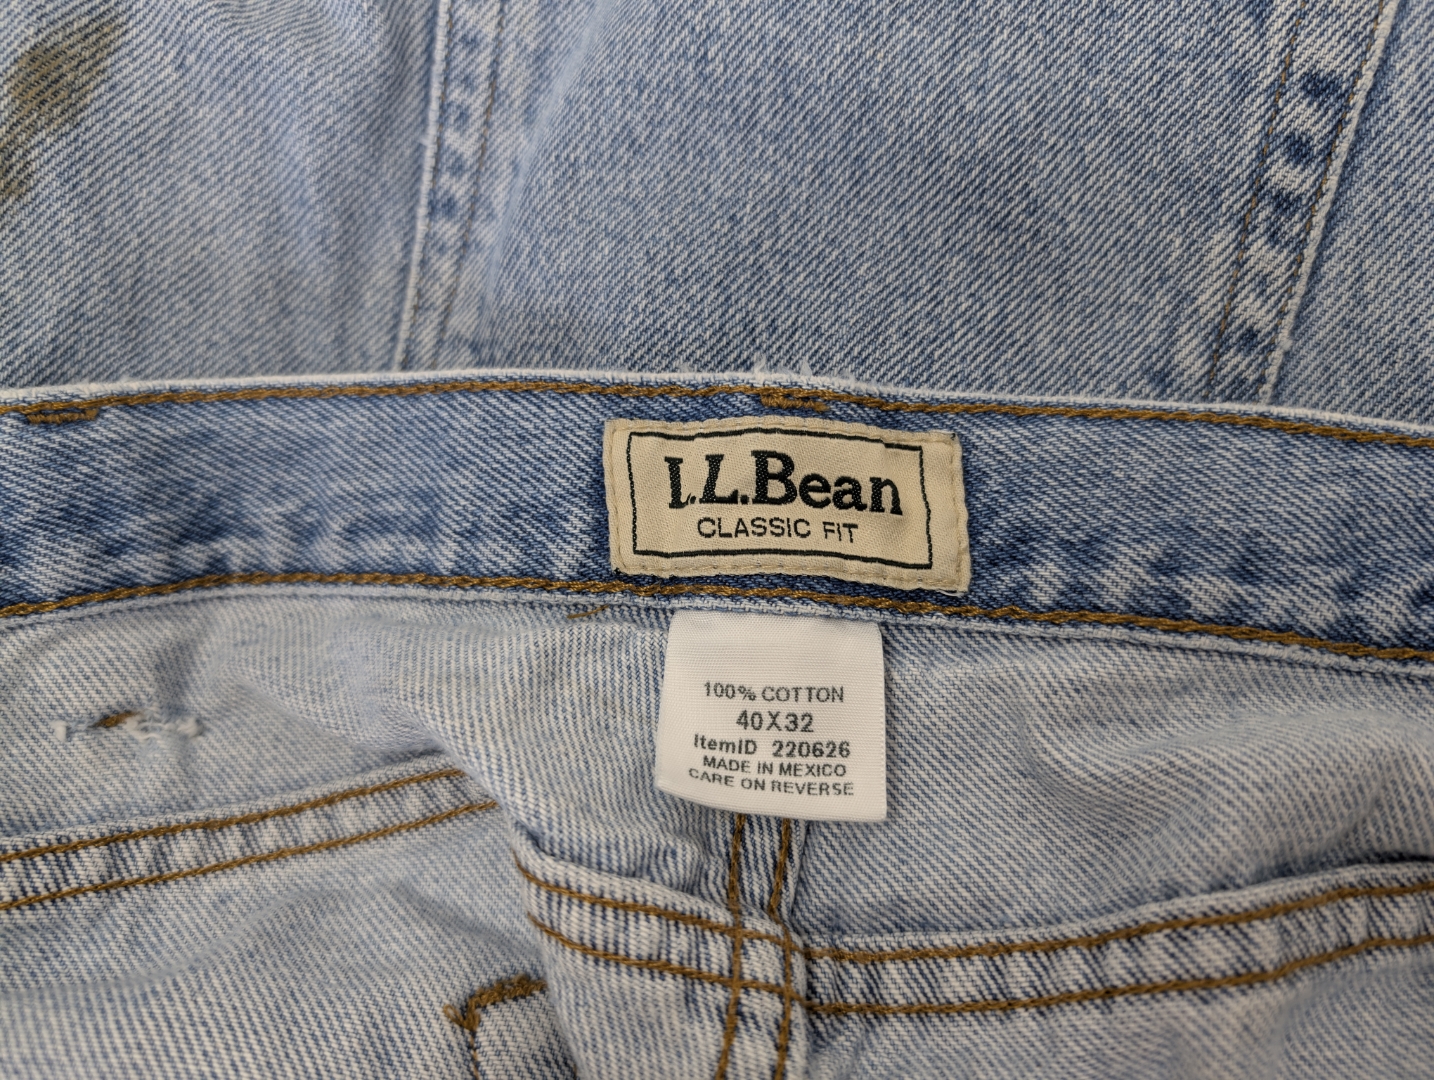 L.L.Bean
CLASSIC FIT
100% COTTON
40X32
ItemID 220626
MADE IN MEXICO
CARE ON REVERSE